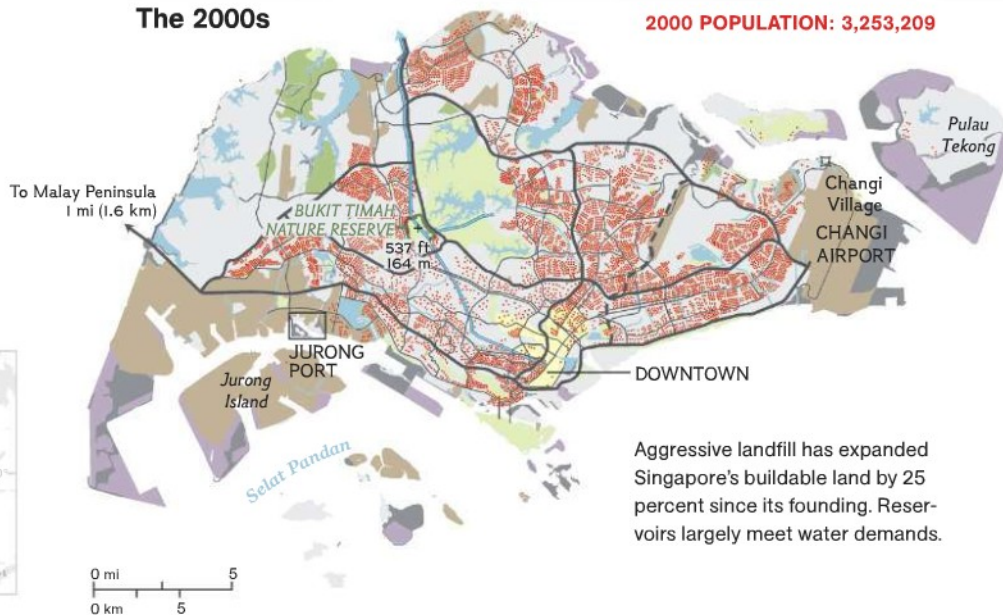 The 2000s
2000 POPULATION: 3,253,209
Pulau
Tekong
To Malay Peninsula
1 mi (1.6 km)
Changi
Village
CHANGI
AIRPORT
BUKIT TIMAH
NATURE RESERVE
537 ft
164 m
JURONG
PORT
Jurong
Island
DOWNTOWN
Selat Pandan
Aggressive landfill has expanded
Singapore's buildable land by 25
percent since its founding. Reser-
voirs largely meet water demands.
0 mi 5
0 km 5